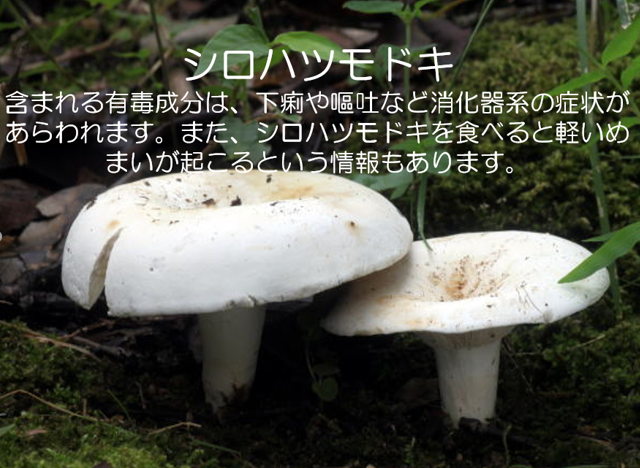 シロハツモドキ
含まれる有毒成分は、下痢や嘔吐など消化器系の症状が
あらわれます。また、シロハツモドキを食べると軽いめ
まいが起こるという情報もあります。